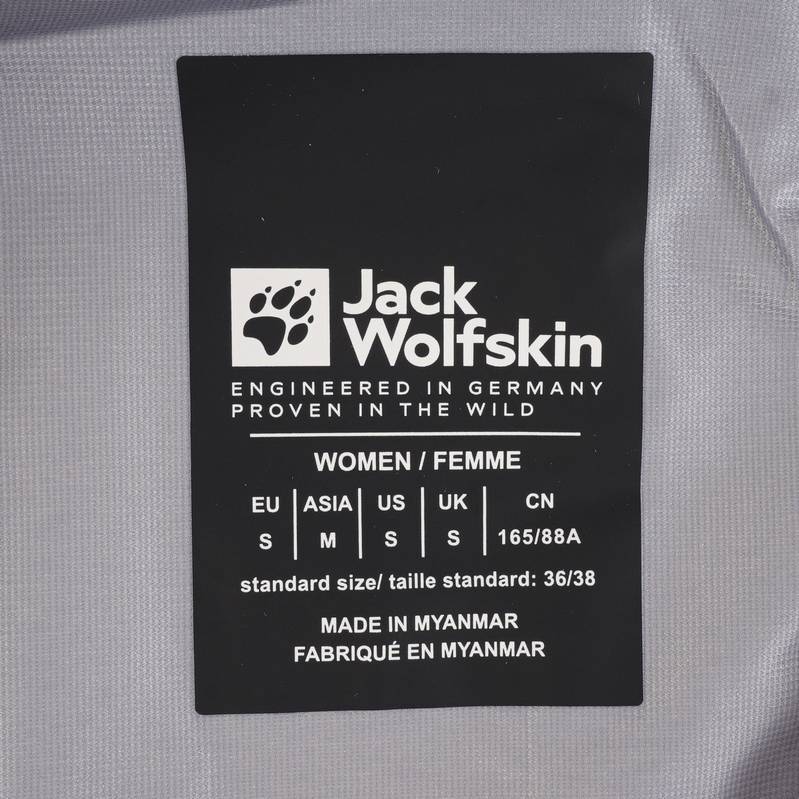 Jack
Wolfskin
ENGINEERED IN GERMANY
PROVEN IN THE WILD
WOMEN / FEMME
EU ASIA US UK CN
S M S S 165/88A
standard size/ taille standard: 36/38
MADE IN MYANMAR
FABRIQUÉ EN MYANMAR